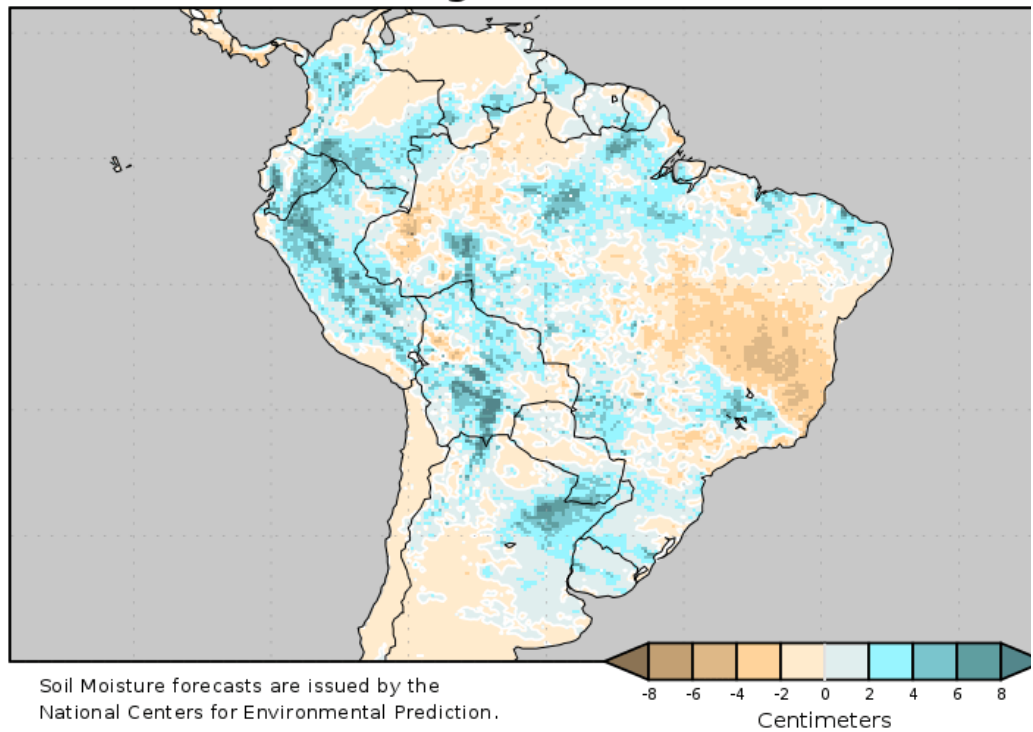 -8 -6 -4 -2 0 2 4 6 8
Centimeters
Soil Moisture forecasts are issued by the
National Centers for Environmental Prediction.